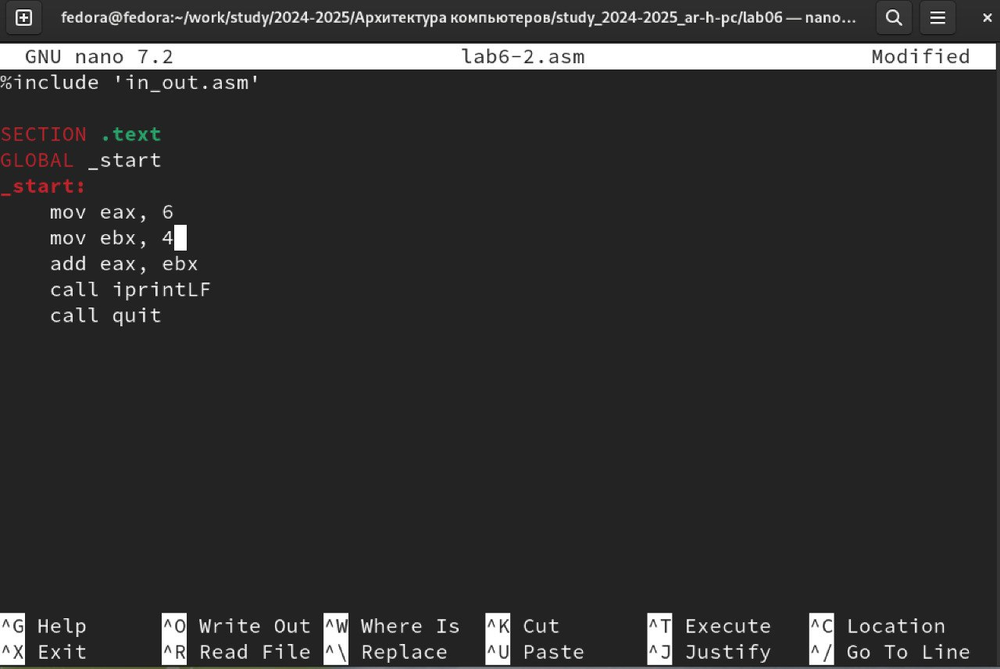 fedora@fedora:~/work/study/2024-2025/Архитектура компьютеров/study_2024-2025_ar-h-pc/lab06 — nano...
GNU nano 7.2 lab6-2.asm Modified
%include 'in_out.asm'
SECTION .text
GLOBAL _start
_start:
mov eax, 6
mov ebx, 4
add eax, ebx
call iprintLF
call quit
^G Help ^O Write Out ^W Where Is ^K Cut ^T Execute ^C Location
^X Exit ^R Read File ^\ Replace ^U Paste ^J Justify ^/ Go To Line